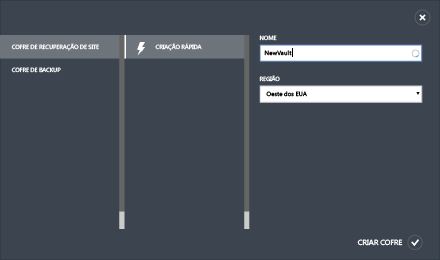 COFRE DE RECUPERAÇÃO DE SITE
COFRE DE BACKUP
CRIAÇÃO RÁPIDA
NOME
NewVault
REGIÃO
Oeste dos EUA
CRIAR COFRE